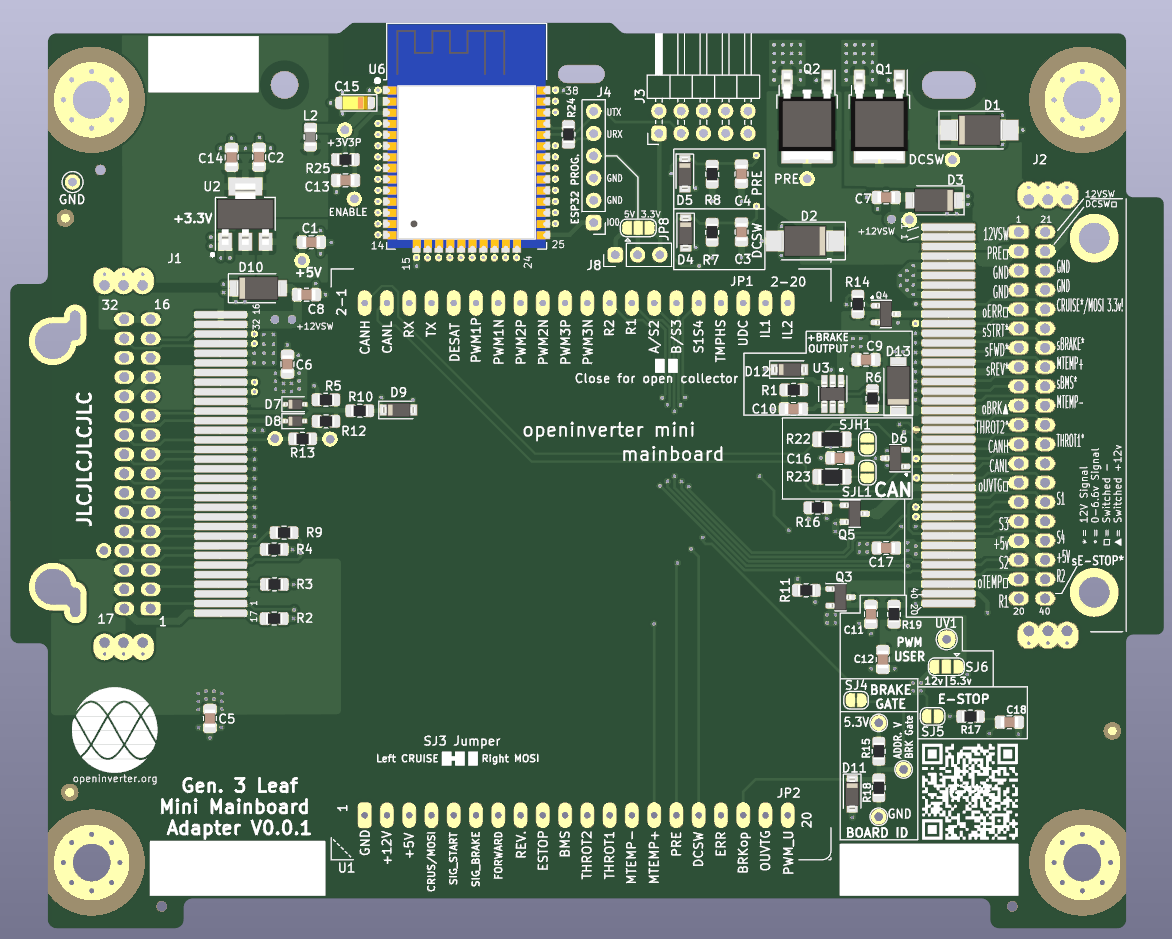 U6
C15
L2
+3V3P
R25
C14
C2
U2
C13
ENABLE
GND
+3.3V
C1
+5V
J1
D10
C8
38
R24
J4
UTX
URX
GND
GND
IO0
ESP32 PROG.
14
15
24
25
J3
5V 3.3V
JP8
J8
D5
R8
C4
PRE
D4
R7
C3
DCSW
Q2
Q1
D1
PRE
DCSW
J2
D2
C7
D3
+12VSW
12VSW
DCSW□
32
16
32 16
+12VSW
2-1
JP1
2-20
CANH
CANL
RX
TX
DESAT
PWM1P
PWM1N
PWM2P
PWM2N
PWM3P
PWM3N
R2
R1
A/S2
B/S3
S1S4
TMPHS
UDC
IL1
IL2
Close for open collector
R14
Q4
+BRAKE
OUTPUT
C9
D13
D12
U3
R1
R6
C10
C6
R5
D7
R10
D9
D8
R12
R13
openinverter mini
mainboard
SJH1
R22
D6
C16
R23
SJL1
CAN
R16
Q5
C17
1
21
12VSW
PRE□
GND
GND
oERR□
sSTRT*
sFWD*
sREV*
oBRK▲
THROT2*
CANH
CANL
oUVTG□
S3
+5v
S2
oTEMP□
R1
20
40
GND
GND
CRUISE*/MOSI 3.3v!
sBRAKE*
MTEMP+
sBMS*
MTEMP-
THROT1*
S1
S4
+5V
R2
sE-STOP*
*= 12V Signal
•= 0-6.6v Signal
□= Switched -
▲= Switched +12v
JLCJLCJLCJLC
R9
R4
R3
R2
17 1
17
1
R11
Q3
40 20
C11
R19
UV1
PWM
USER
C12
SJ6
12v|5.3v
SJ4
BRAKE
GATE
E-STOP
SJ5
R17
C18
5.3V
R15
ADDR. V
BRK Gate
D11
R18
GND
BOARD ID
C5
openinverter.org
Gen. 3 Leaf
Mini Mainboard
Adapter V0.0.1
SJ3 Jumper
Left CRUISE
Right MOSI
1
JP2
20
U1
GND
+12V
+5V
CRUS/MOSI
SIG_START
SIG_BRAKE
FORWARD
REV.
ESTOP
BMS
THROT2
THROT1
MTEMP-
MTEMP+
PRE
DCSW
ERR
BRKop
OUVTG
PWM_U